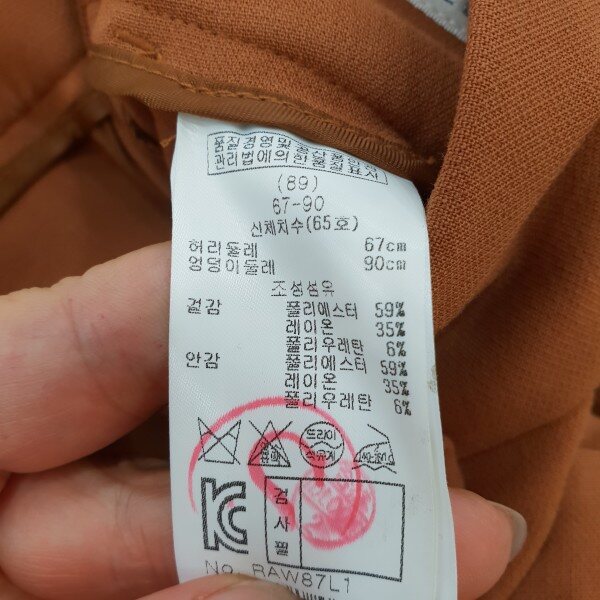 품질경영및공산품안전
관리법에의한품질표시
(89)
67-90
신체치수(65호)
허리둘레 67cm
엉덩이둘레 90cm
조성섬유
겉감 폴리에스터 59%
레이온 35%
폴리우레탄 6%
안감 폴리에스터 59%
레이온 35%
폴리우레탄 6%
드라이
석유계
검사필
No. RAW87L1